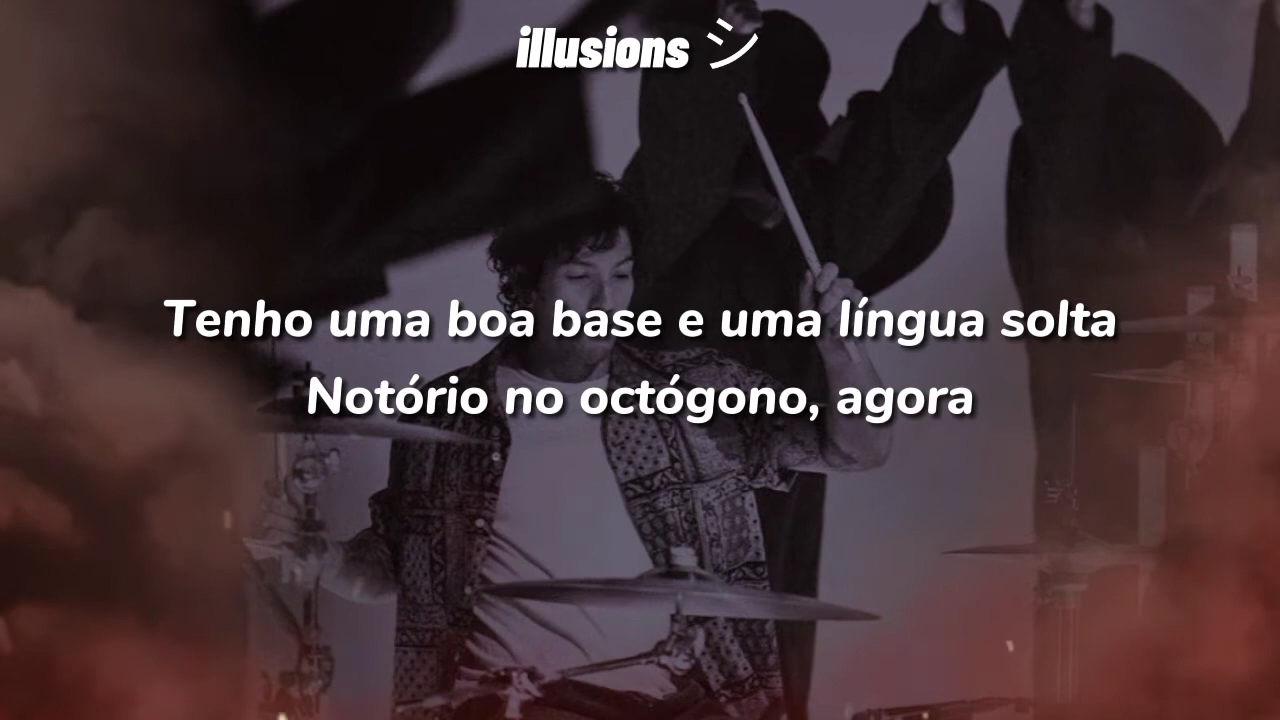 illusions シ
Tenho uma boa base e uma língua solta
Notório no octógono, agora